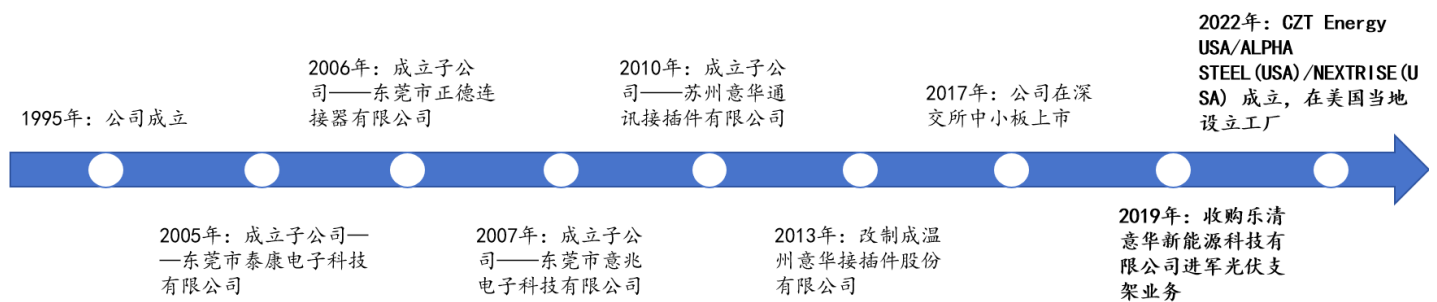 1995年：公司成立
2005年：成立子公司—
—东莞市泰康电子科技
有限公司
2006年：成立子公
司——东莞市正德连
接器有限公司
2007年：成立子公
司——东莞市意兆
电子科技有限公司
2010年：成立子公
司——苏州意华通
讯接插件有限公司
2013年：改制成温
州意华接插件股份
有限公司
2017年：公司在深
交所中小板上市
2019年：收购乐清
意华新能源科技有
限公司进军光伏支
架业务
2022年：CZT Energy
USA/ALPHA
STEEL(USA)/NEXTRISE(U
SA) 成立，在美国当地
设立工厂